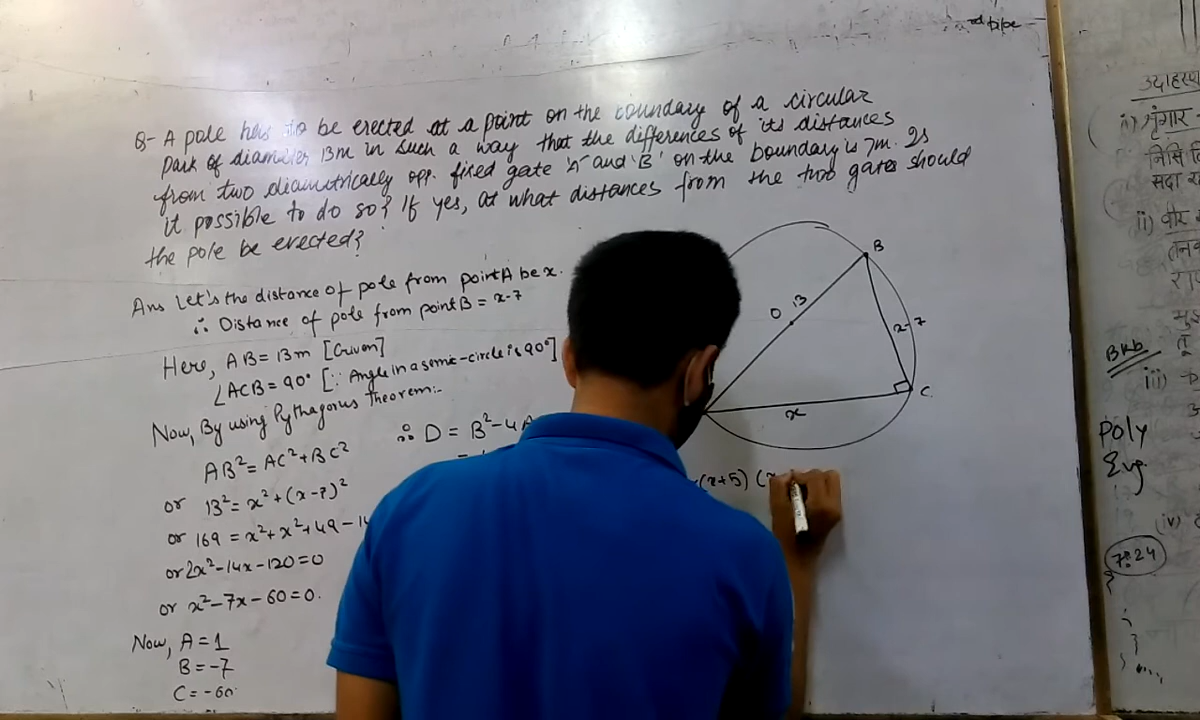 Q- A pole has to be erected at a point on the boundary of a circular
park of diameter 13m in such a way that the differences of its distances
from two diametrically opp. fixed gate 'A' and 'B' on the boundary is 7m. Is
it possible to do so? If yes, at what distances from the two gates should
the pole be erected?
Ans Let's the distance of pole from point A be x.
∴ Distance of pole from point B = x-7
Here, AB = 13m [Given]
∠ACB = 90° [∵ Angle in a semi-circle is 90°]
Now, By using Pythagorus theorem:-
AB² = AC² + BC²
or 13² = x² + (x-7)²
or 169 = x² + x² + 49 - 14
or 2x² - 14x - 120 = 0
or x² - 7x - 60 = 0.
Now, A = 1
B = -7
C = -60
∴ D = B² - 4A
=
(x+5) (x
B
O 13
x-7
x
C.
उदाहरण
i) शृंगार
ii) वीर
iii)
(iv)
Bkb
Poly
Eng.
7:24